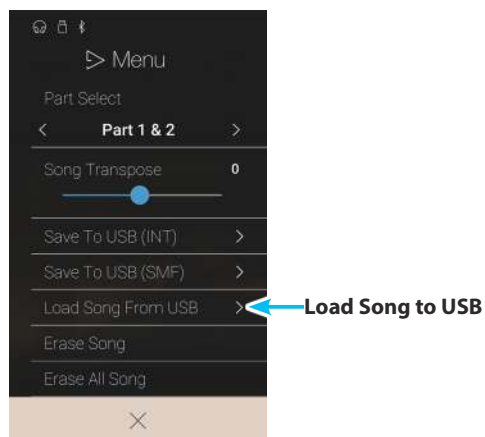 Menu
Part Select
Part 1 & 2
Song Transpose 0
Save To USB (INT)
Save To USB (SMF)
Load Song From USB
Load Song to USB
Erase Song
Erase All Song